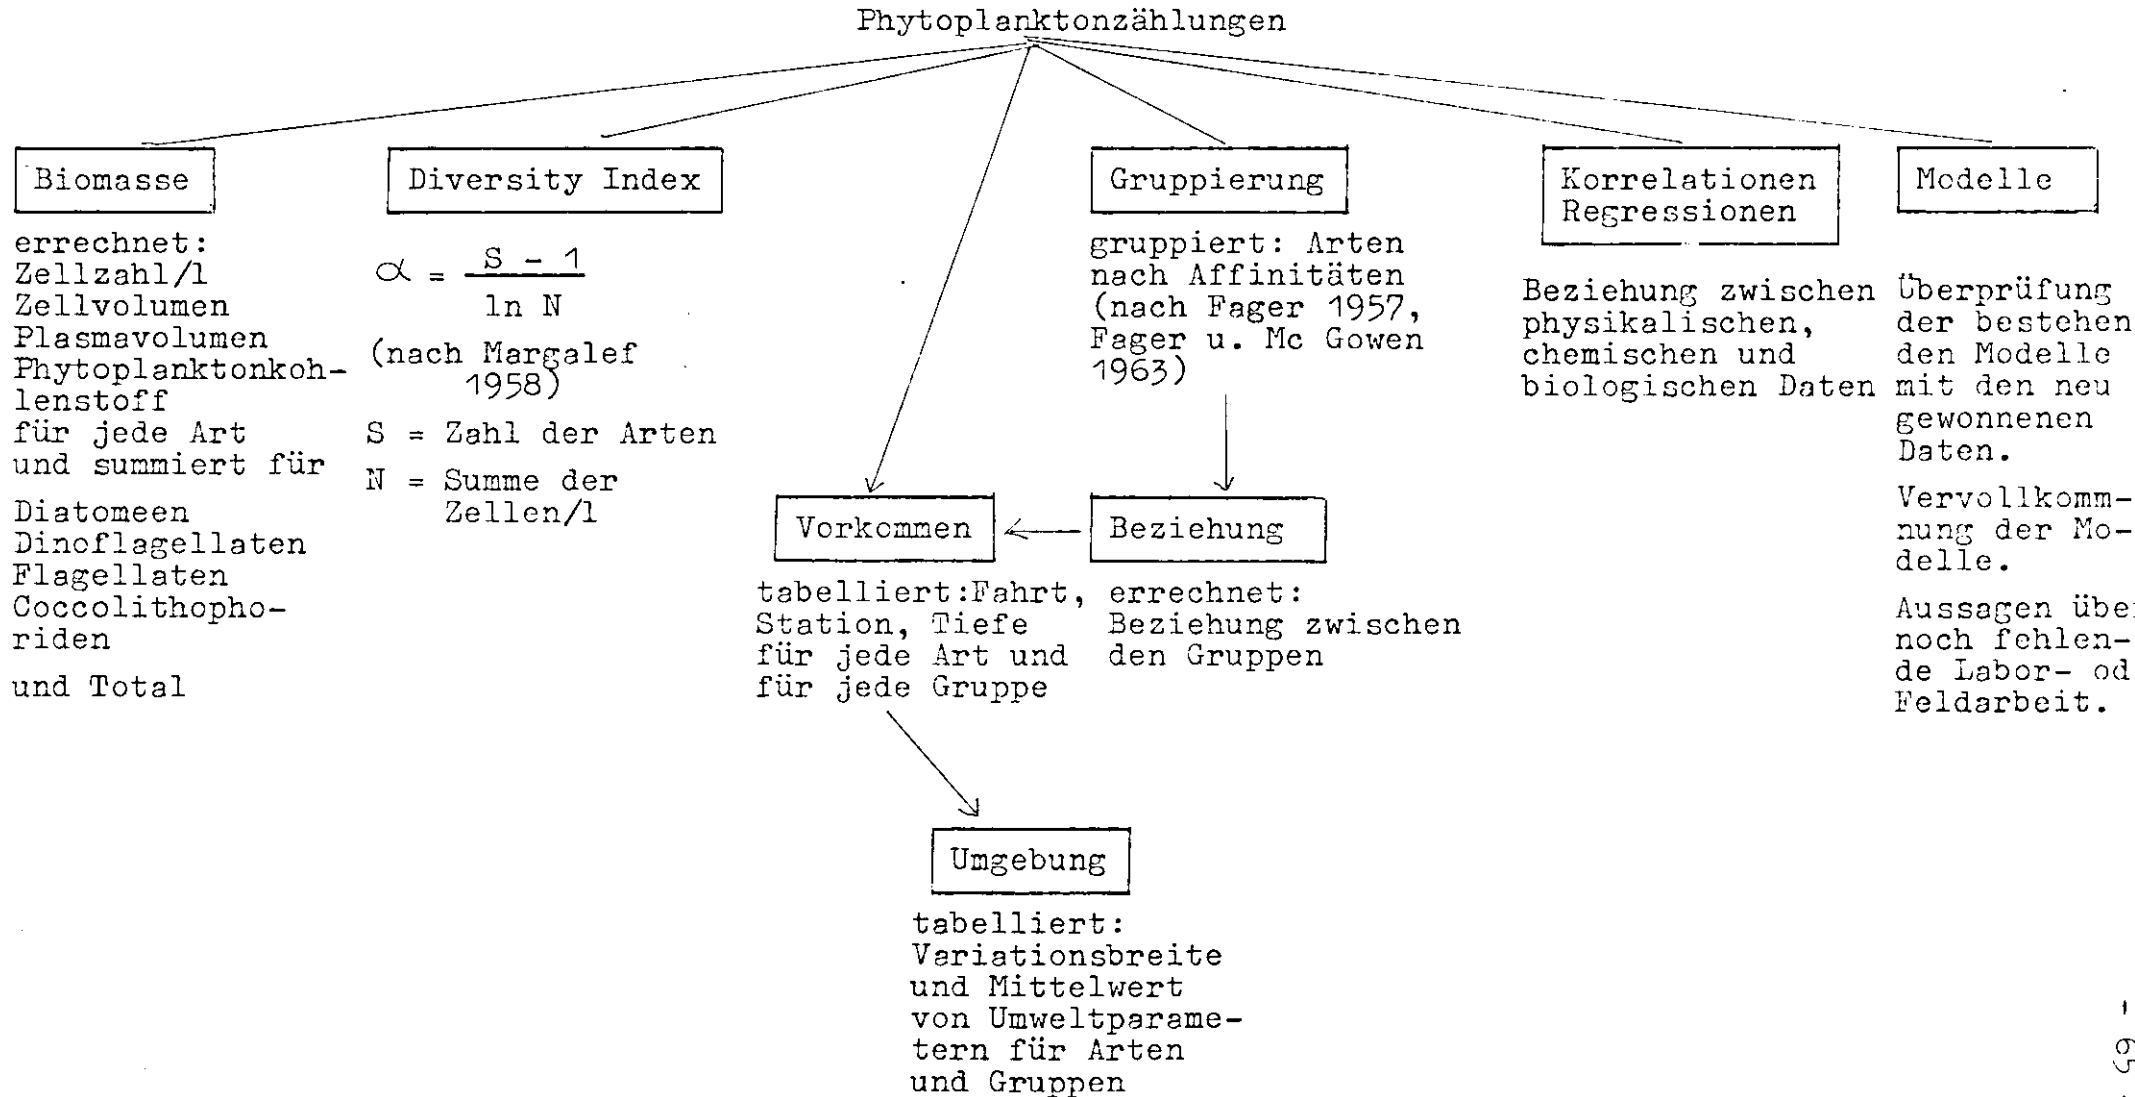 Phytoplanktonzählungen
Biomasse
errechnet:
Zellzahl/l
Zellvolumen
Plasmavolumen
Phytoplanktonkoh-
lenstoff
für jede Art
und summiert für
Diatomeen
Dinoflagellaten
Flagellaten
Coccolithopho-
riden
und Total
Diversity Index
α = S - 1
ln N
(nach Margalef
1958)
S = Zahl der Arten
N = Summe der
Zellen/l
Gruppierung
gruppiert: Arten
nach Affinitäten
(nach Fager 1957,
Fager u. Mc Gowen
1963)
Vorkommen
tabelliert:Fahrt,
Station, Tiefe
für jede Art und
für jede Gruppe
Beziehung
errechnet:
Beziehung zwischen
den Gruppen
Umgebung
tabelliert:
Variationsbreite
und Mittelwert
von Umweltparame-
tern für Arten
und Gruppen
Korrelationen
Regressionen
Beziehung zwischen
physikalischen,
chemischen und
biologischen Daten
Modelle
Überprüfung
der bestehen
den Modelle
mit den neu
gewonnenen
Daten.
Vervollkomm-
nung der Mo-
delle.
Aussagen übe
noch fehlen-
de Labor- od
Feldarbeit.
- 65 -